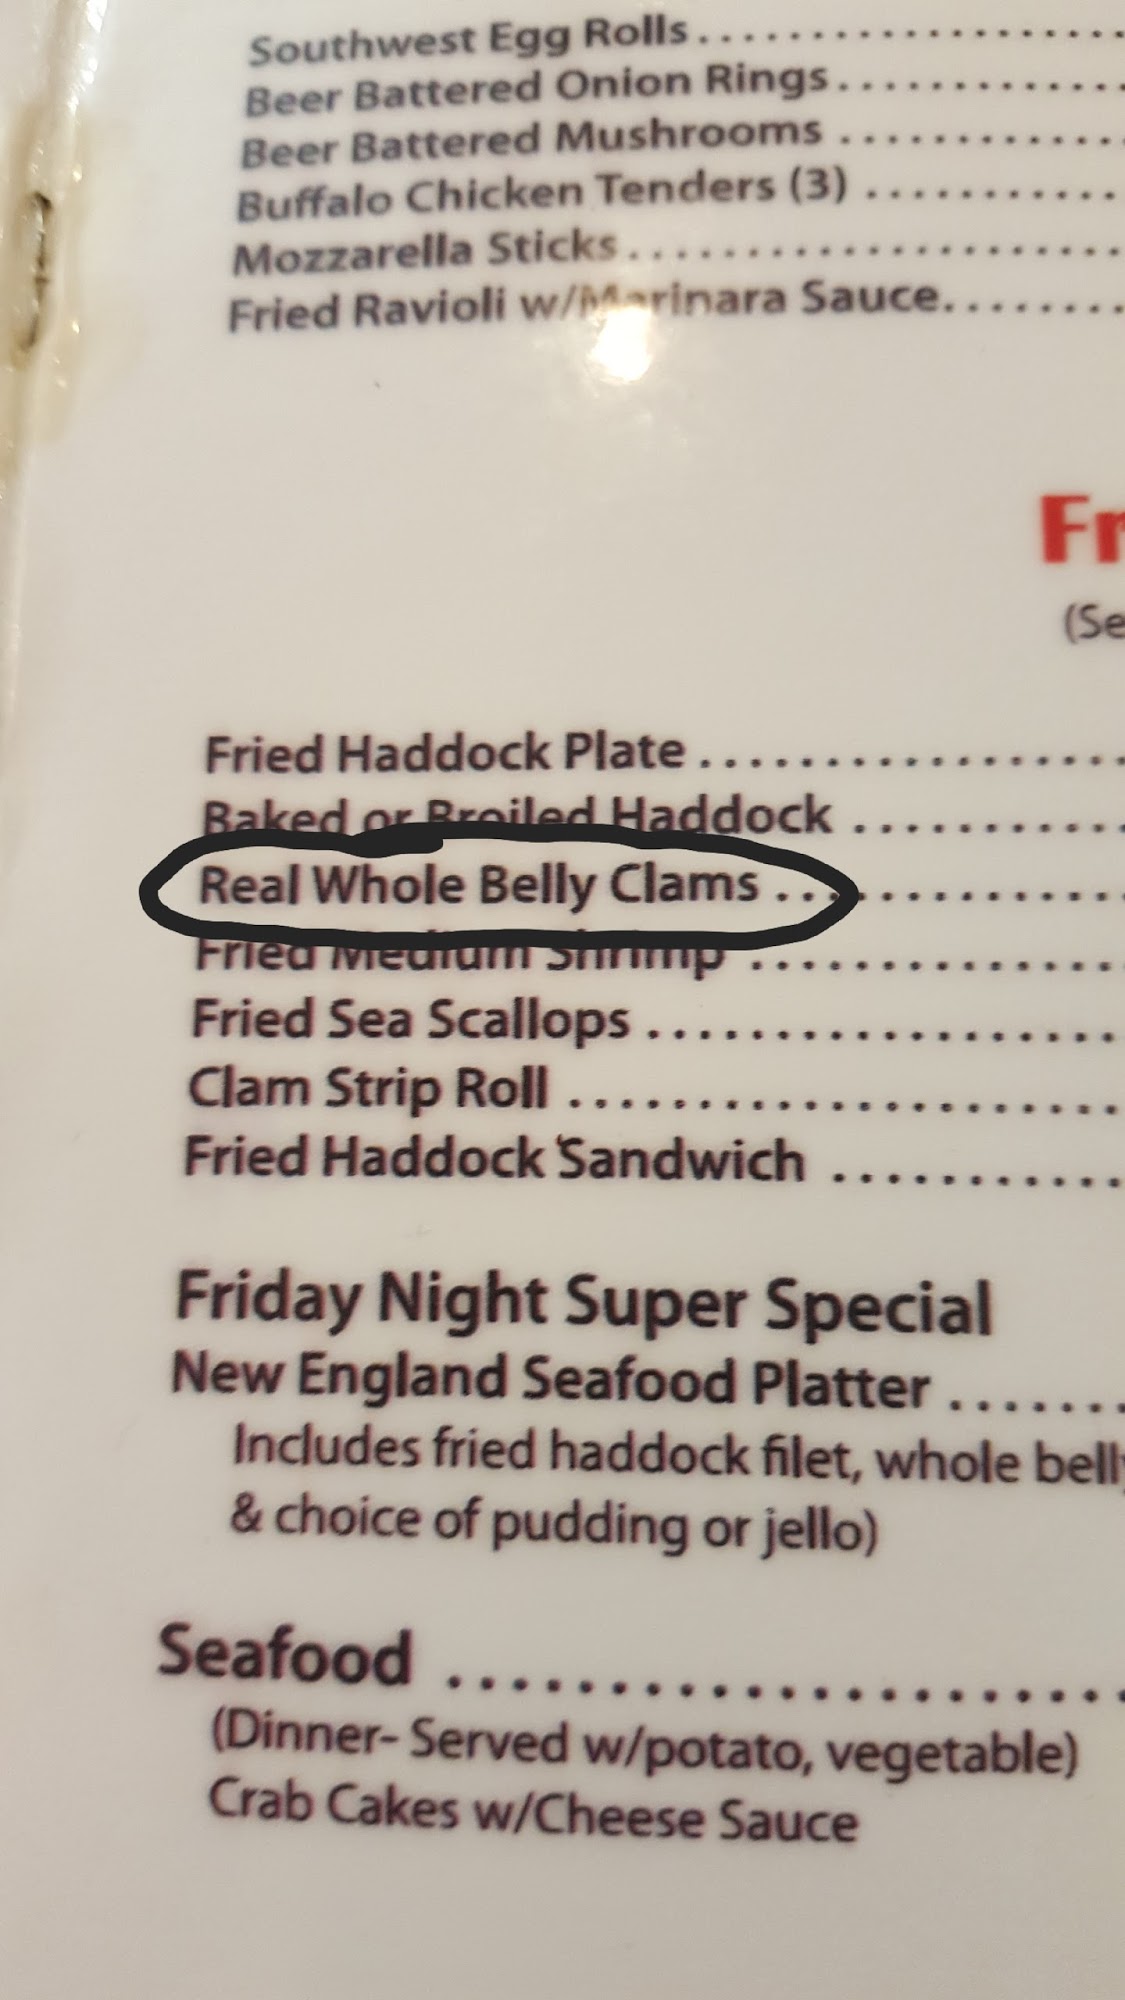 Southwest Egg Rolls....................
Beer Battered Onion Rings.............
Beer Battered Mushrooms .............
Buffalo Chicken Tenders (3) ...........
Mozzarella Sticks......................
Fried Ravioli w/Marinara Sauce........
Fr
(Se
Fried Haddock Plate .................
Baked or Broiled Haddock ...........
Real Whole Belly Clams ..............
Fried Medium Shrimp ...............
Fried Sea Scallops ...................
Clam Strip Roll ......................
Fried Haddock Sandwich ..........
Friday Night Super Special
New England Seafood Platter .......
Includes fried haddock filet, whole belly
& choice of pudding or jello)
Seafood .........................
(Dinner- Served w/potato, vegetable)
Crab Cakes w/Cheese Sauce